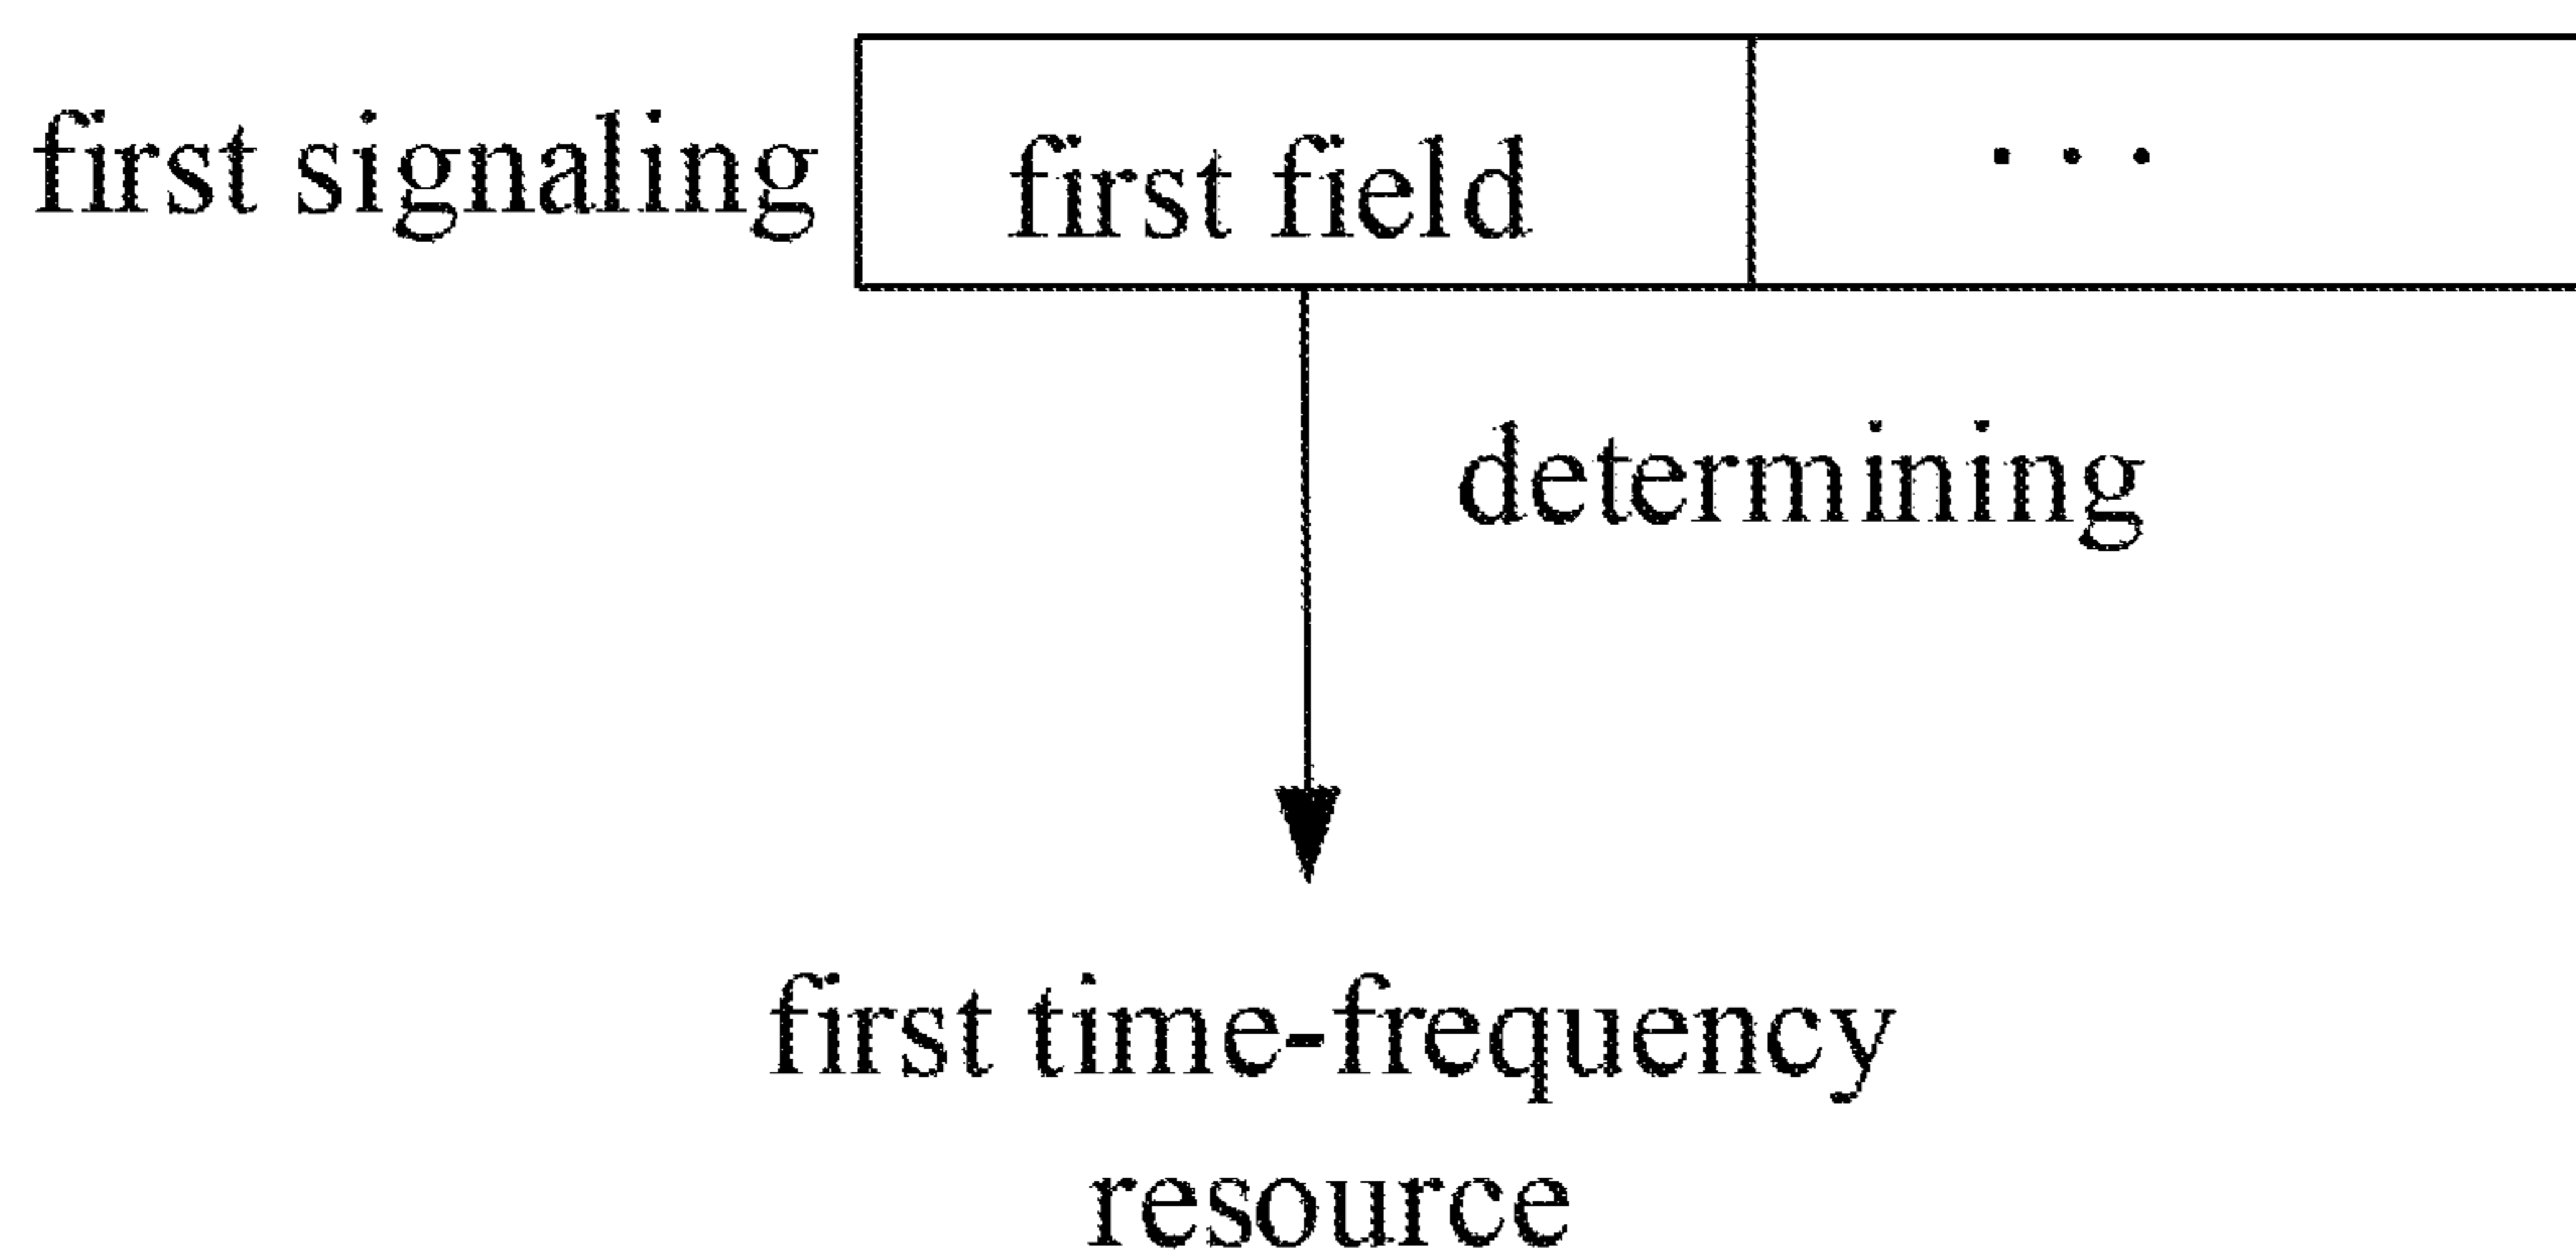 first signaling
first field
. . .
determining
first time-frequency
resource